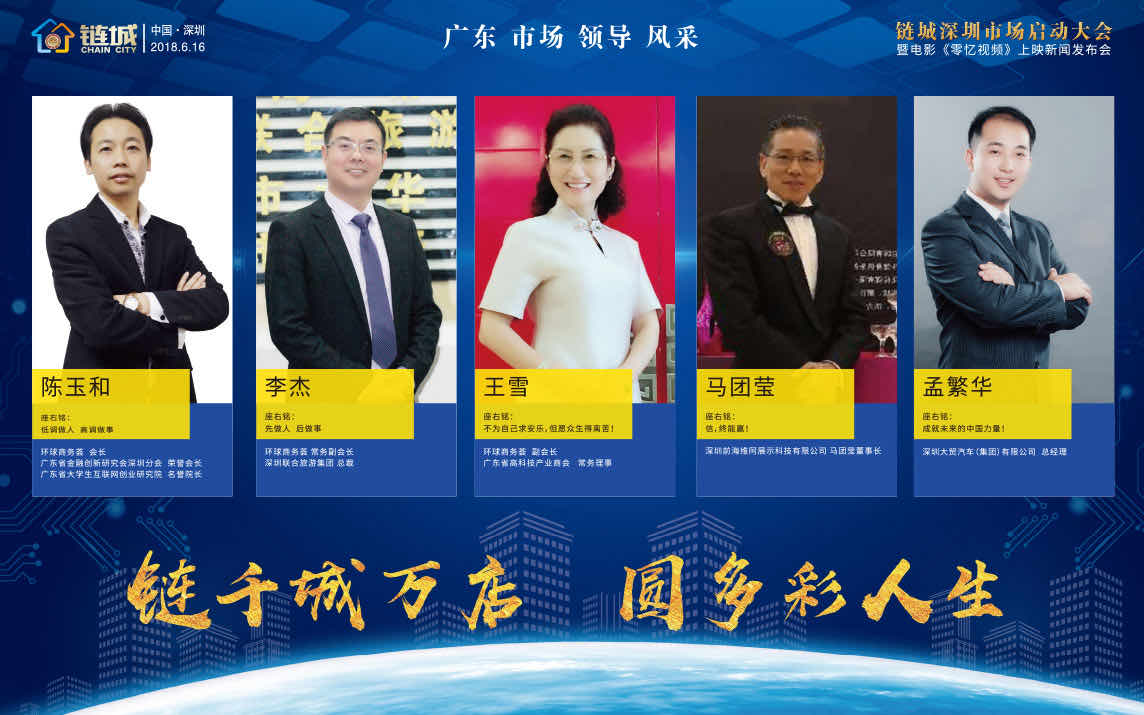 链城
CHAIN CITY
中国·深圳
2018.6.16
广东 市场 领导 风采
链城深圳市场启动大会
暨电影《零忆视频》上映新闻发布会
陈玉和
座右铭：
低调做人 高调做事
环球商务荟 会长
广东省金融创新研究会深圳分会 荣誉会长
广东省大学生互联网创业研究院 名誉院长
李杰
座右铭：
先做人 后做事
环球商务荟 常务副会长
深圳联合旅游集团 总裁
王雪
座右铭：
不为自己求安乐，但愿众生得离苦！
环球商务荟 副会长
广东省高科技产业商会 常务理事
马团莹
座右铭：
信，终能赢！
深圳前海维阿展示科技有限公司 马团莹董事长
孟繁华
座右铭：
成就未来的中国力量！
深圳大贸汽车（集团）有限公司 总经理
链千城万店 圆多彩人生